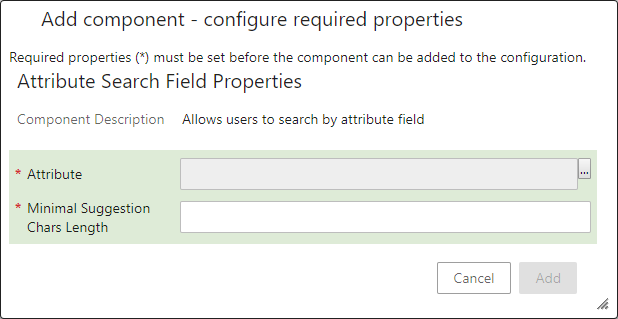 Add component - configure required properties
Required properties (*) must be set before the component can be added to the configuration.
Attribute Search Field Properties
Component Description Allows users to search by attribute field
* Attribute ...
* Minimal Suggestion
Chars Length
Cancel Add